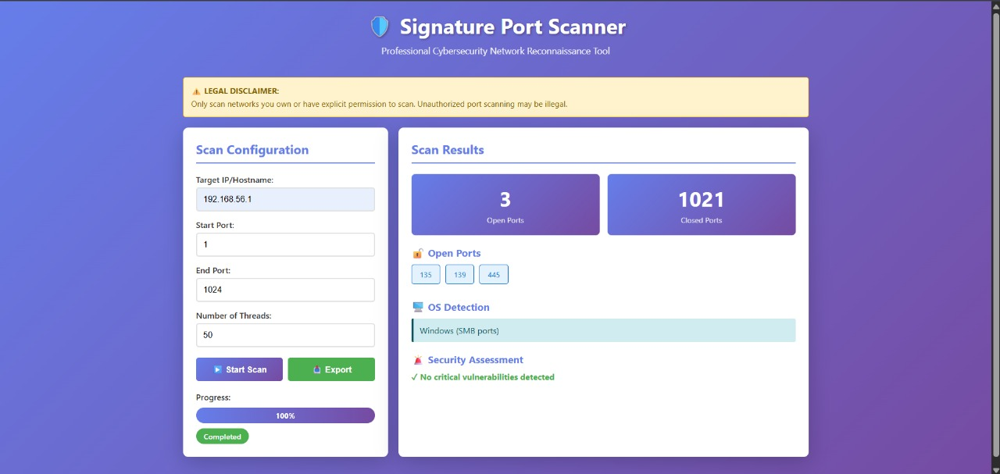 Signature Port Scanner
Professional Cybersecurity Network Reconnaissance Tool
⚠️ LEGAL DISCLAIMER:
Only scan networks you own or have explicit permission to scan. Unauthorized port scanning may be illegal.
Scan Configuration
Target IP/Hostname:
192.168.56.1
Start Port:
1
End Port:
1024
Number of Threads:
50
Start Scan
Export
Progress:
100%
Completed
Scan Results
3
Open Ports
1021
Closed Ports
Open Ports
135 139 445
OS Detection
Windows (SMB ports)
Security Assessment
✓ No critical vulnerabilities detected